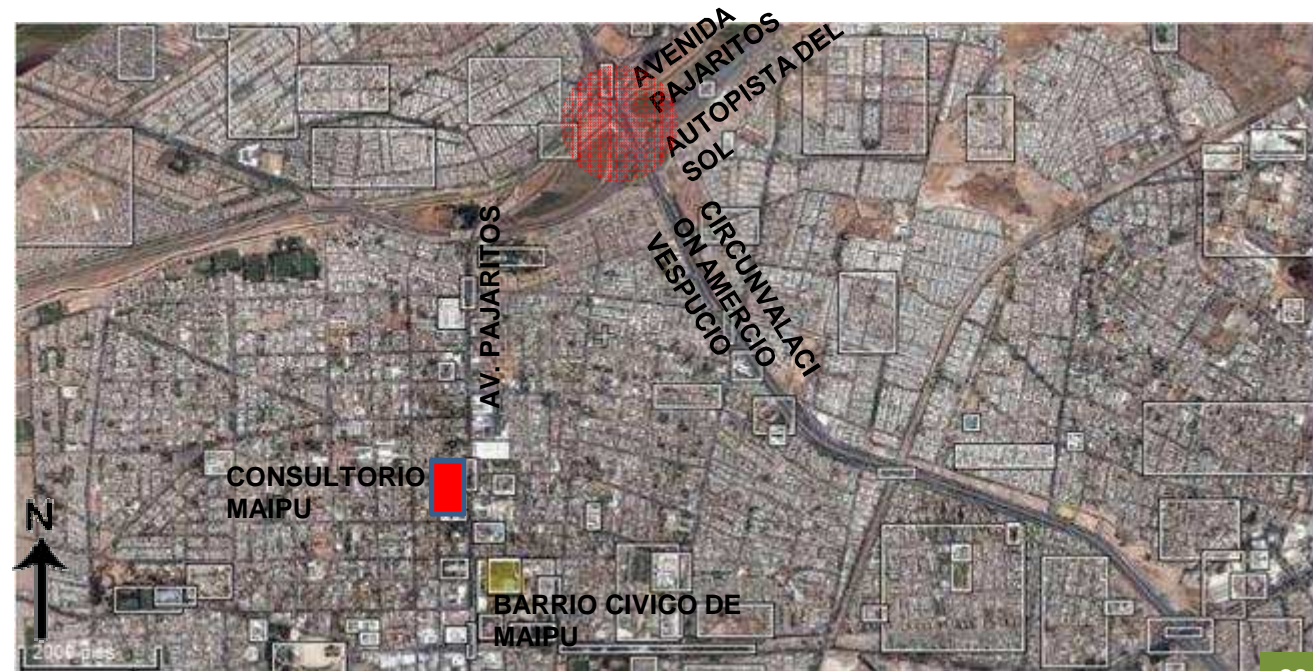 AVENIDA
PAJARITOS
AUTOPISTA DEL
SOL
AV. PAJARITOS
CIRCUNVALACI
ON AMERCIO
VESPUCIO
CONSULTORIO
MAIPU
N
BARRIO CIVICO DE
MAIPU
2000 pies